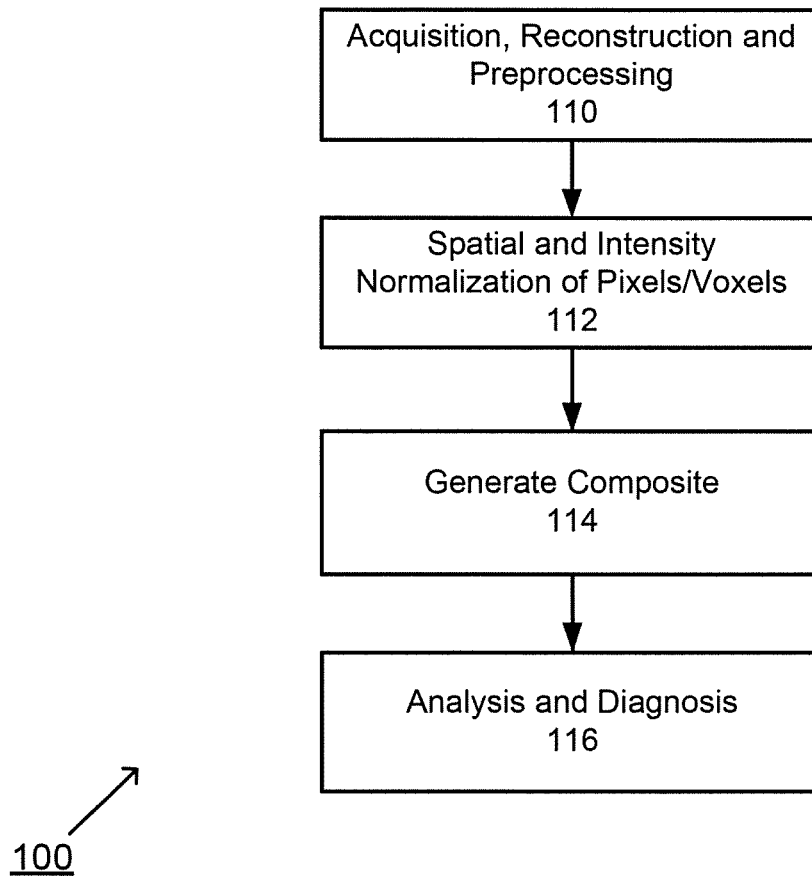 Acquisition, Reconstruction and
Preprocessing
110
Spatial and Intensity
Normalization of Pixels/Voxels
112
Generate Composite
114
Analysis and Diagnosis
116
100